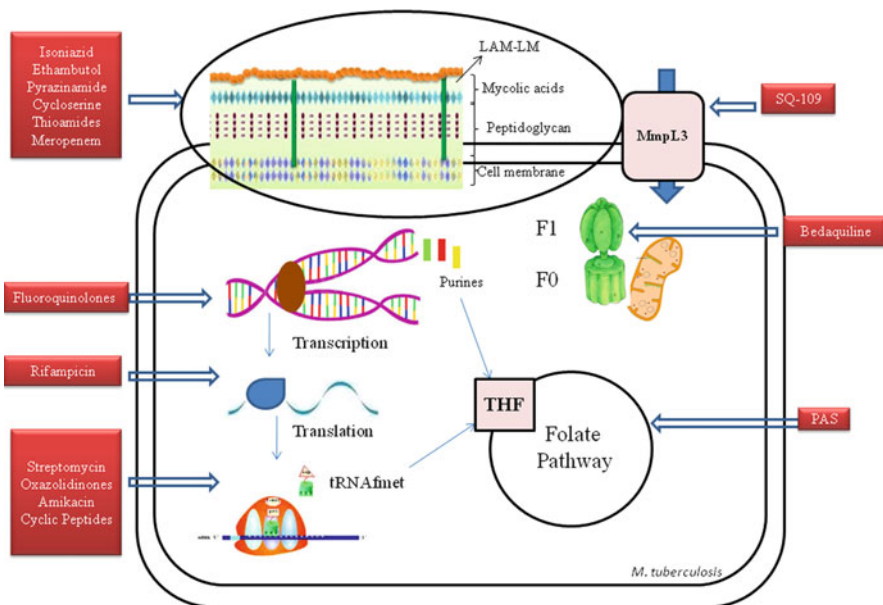 Isoniazid
Ethambutol
Pyrazinamide
Cycloserine
Thioamides
Meropenem
LAM-LM
Mycolic acids
Peptidoglycan
Cell membrane
MmpL3
SQ-109
F1
F0
Bedaquiline
Purines
Fluoroquinolones
Transcription
Rifampicin
Translation
THF
Folate
Pathway
PAS
Streptomycin
Oxazolidinones
Amikacin
Cyclic Peptides
tRNAfmet
M. tuberculosis